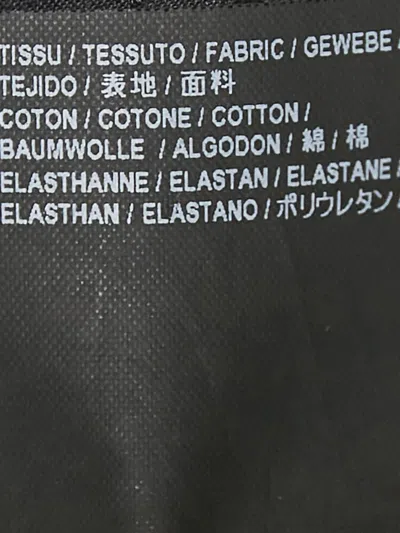 TISSU / TESSUTO / FABRIC / GEWEBE /
TEJIDO / 表地 / 面料
COTON / COTONE / COTTON /
BAUMWOLLE / ALGODON / 綿 / 棉
ELASTHANNE / ELASTAN / ELASTANE /
ELASTHAN / ELASTANO / ポリウレタン /